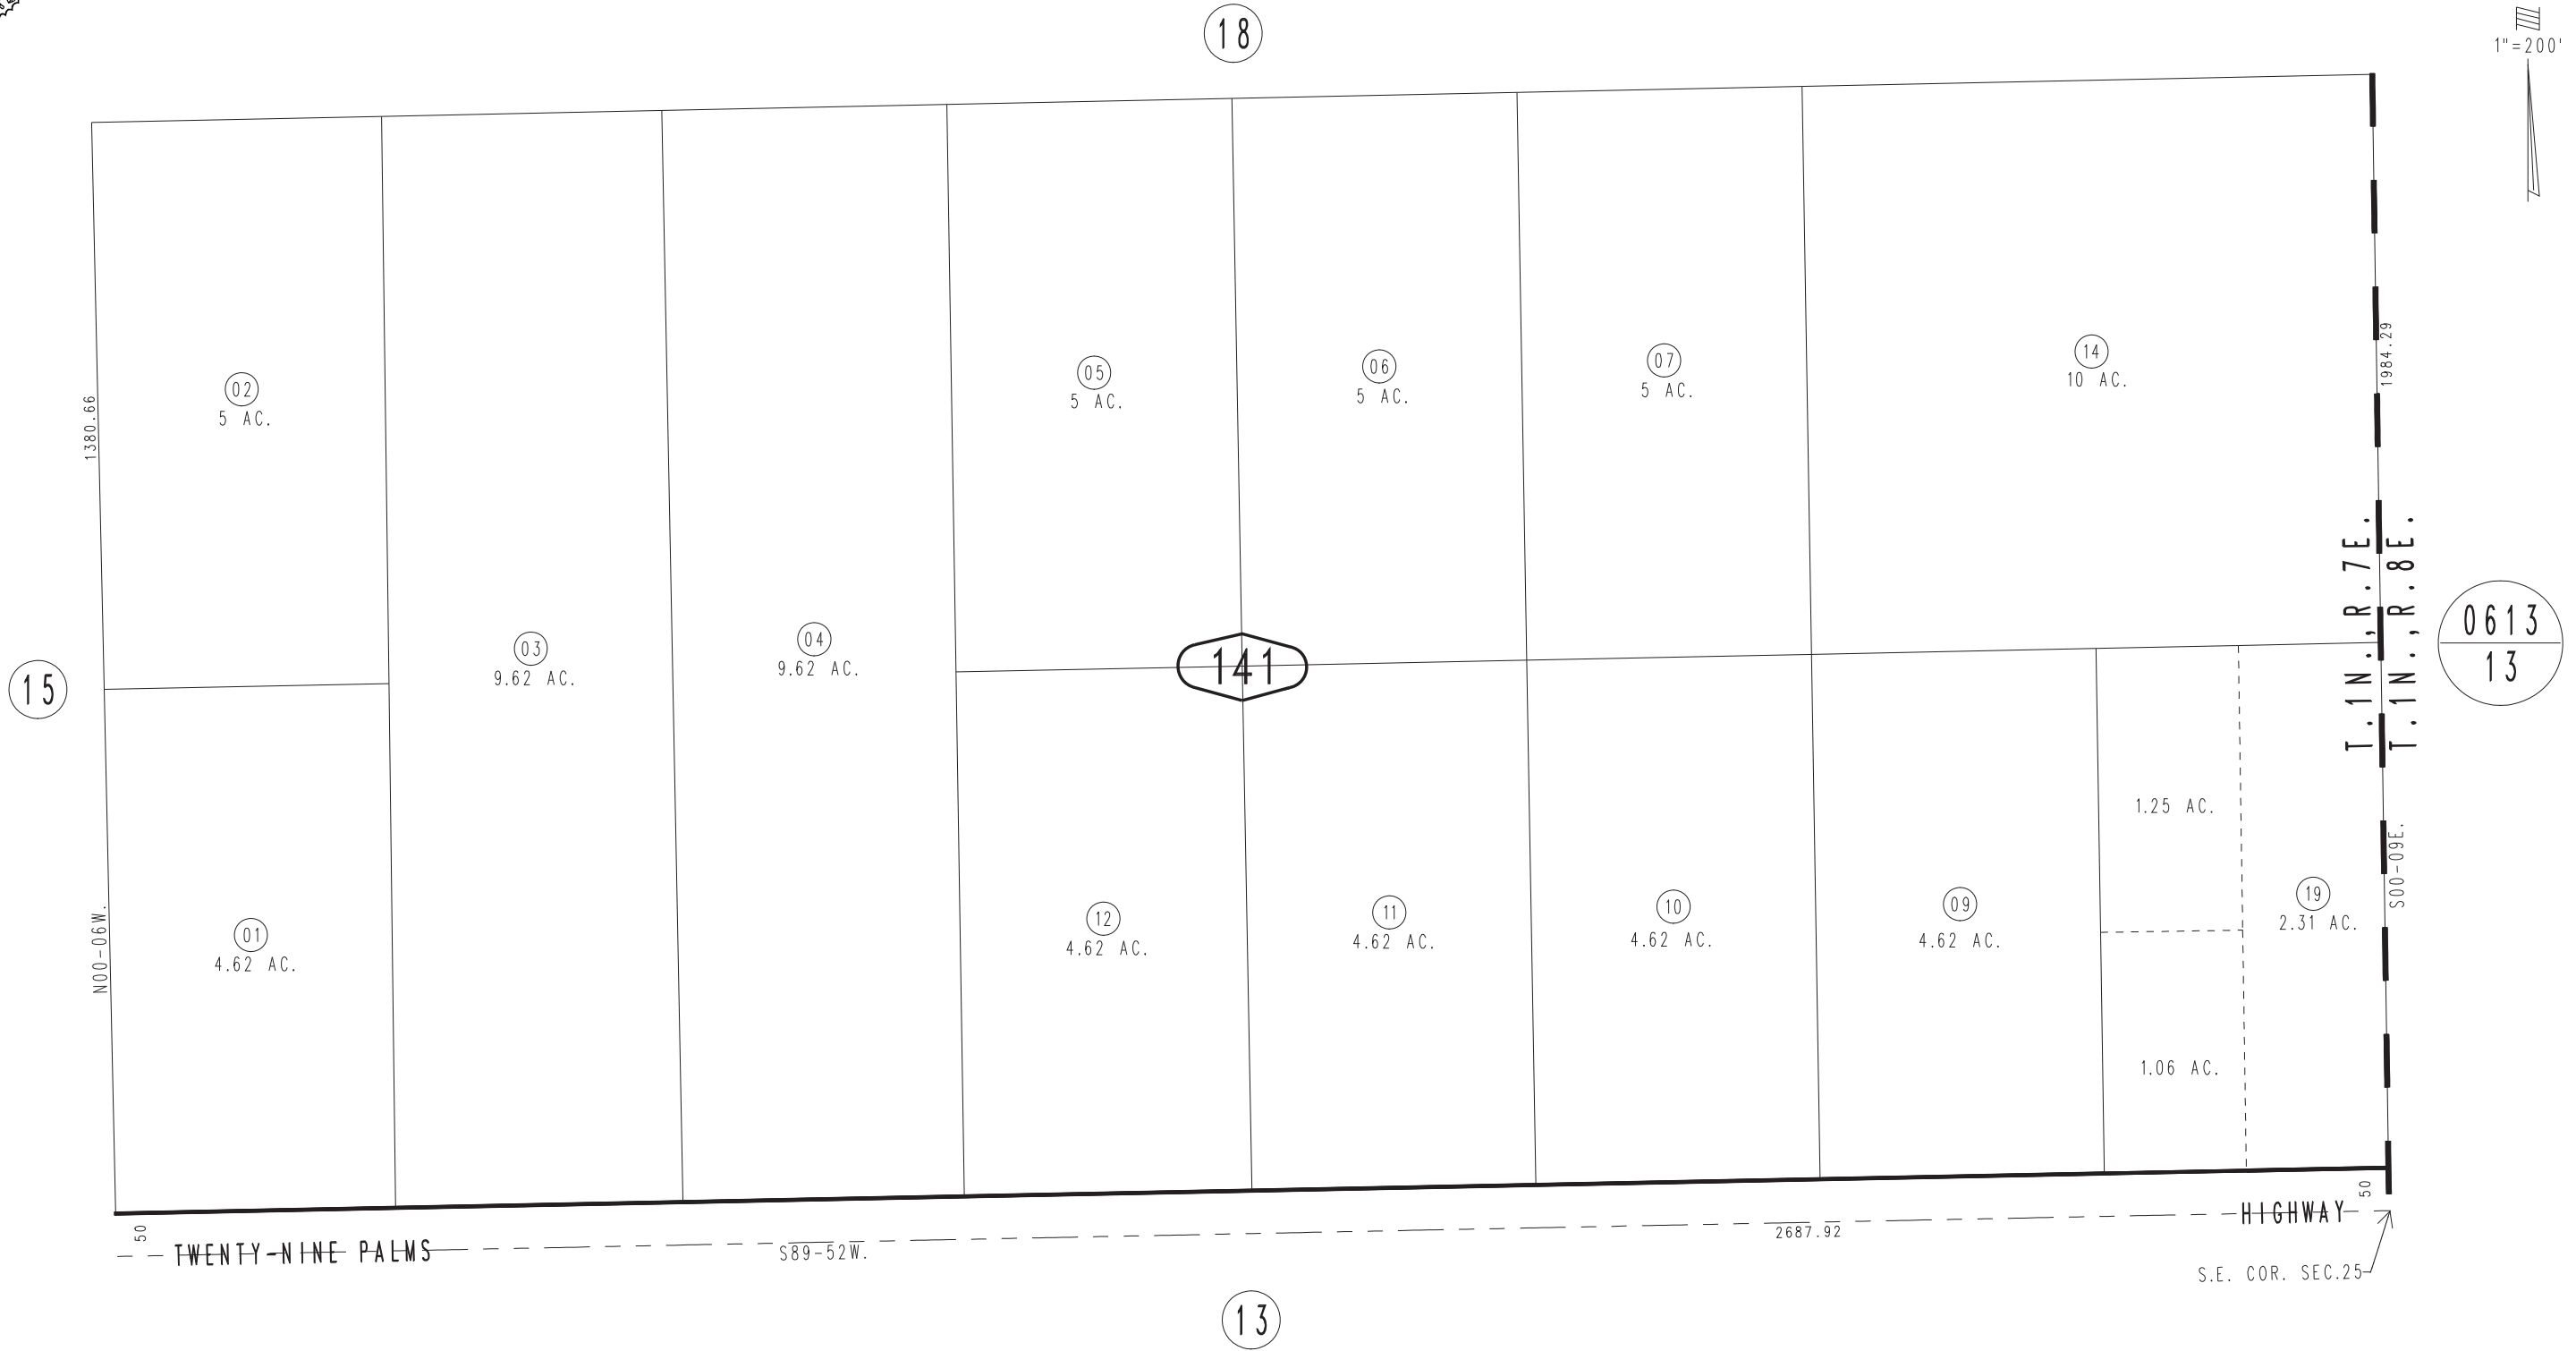 18
1"=200'
02
5 AC.
05
5 AC.
06
5 AC.
07
5 AC.
14
10 AC.
1380.66
1984.29
T.1N.,R.7E.
T.1N.,R.8E.
0613
13
15
03
9.62 AC.
04
9.62 AC.
141
1.25 AC.
01
4.62 AC.
12
4.62 AC.
11
4.62 AC.
10
4.62 AC.
09
4.62 AC.
19
2.31 AC.
N00-06W.
S00-09E.
1.06 AC.
50
50
TWENTY-NINE PALMS
S89-52W.
2687.92
HIGHWAY
S.E. COR. SEC.25
13